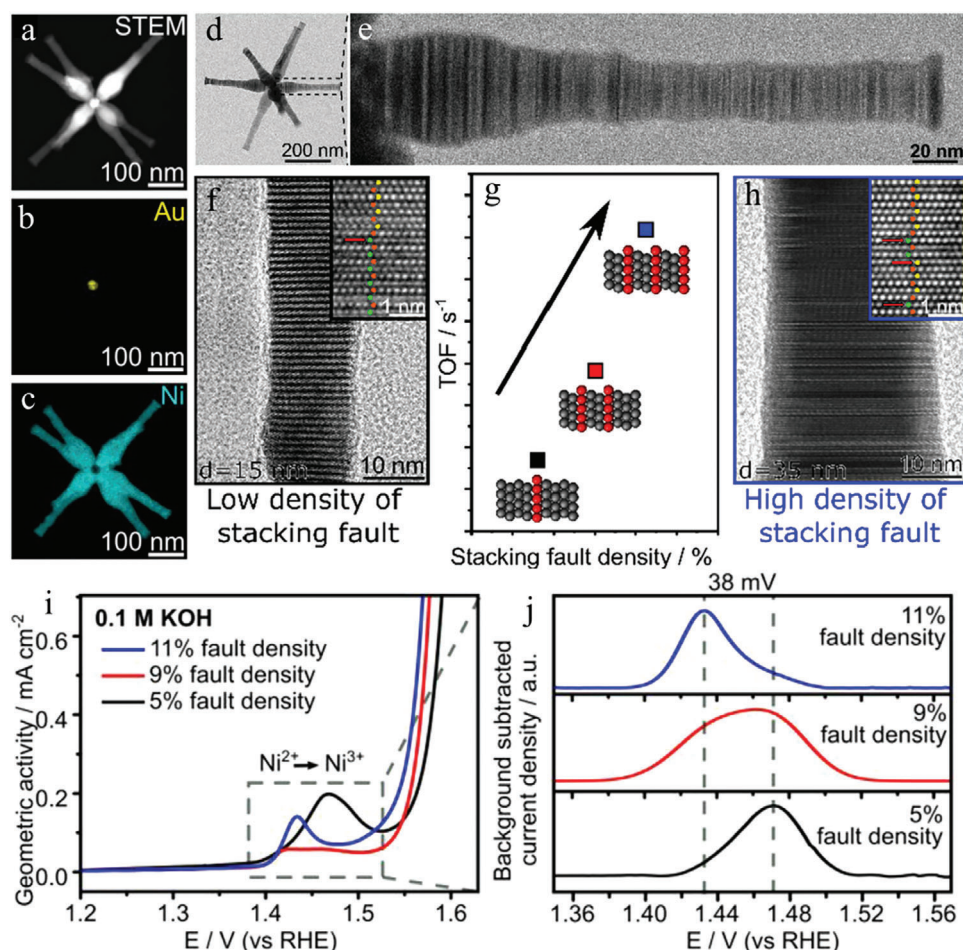 a
STEM
100 nm
b
Au
100 nm
c
Ni
100 nm
d
200 nm
e
20 nm
f
1 nm
d=15 nm
10 nm
Low density of
stacking fault
g
TOF / s⁻¹
Stacking fault density / %
h
1 nm
d=35 nm
10 nm
High density of
stacking fault
i
0.1 M KOH
11% fault density
9% fault density
5% fault density
Ni²⁺ → Ni³⁺
Geometric activity / mA cm⁻²
0.6
0.4
0.2
0.0
1.2
1.3
1.4
1.5
1.6
E / V (vs RHE)
38 mV
j
11%
fault density
9%
fault density
5%
fault density
Background subtracted
current density / a.u.
1.36
1.40
1.44
1.48
1.52
1.56
E / V (vs RHE)